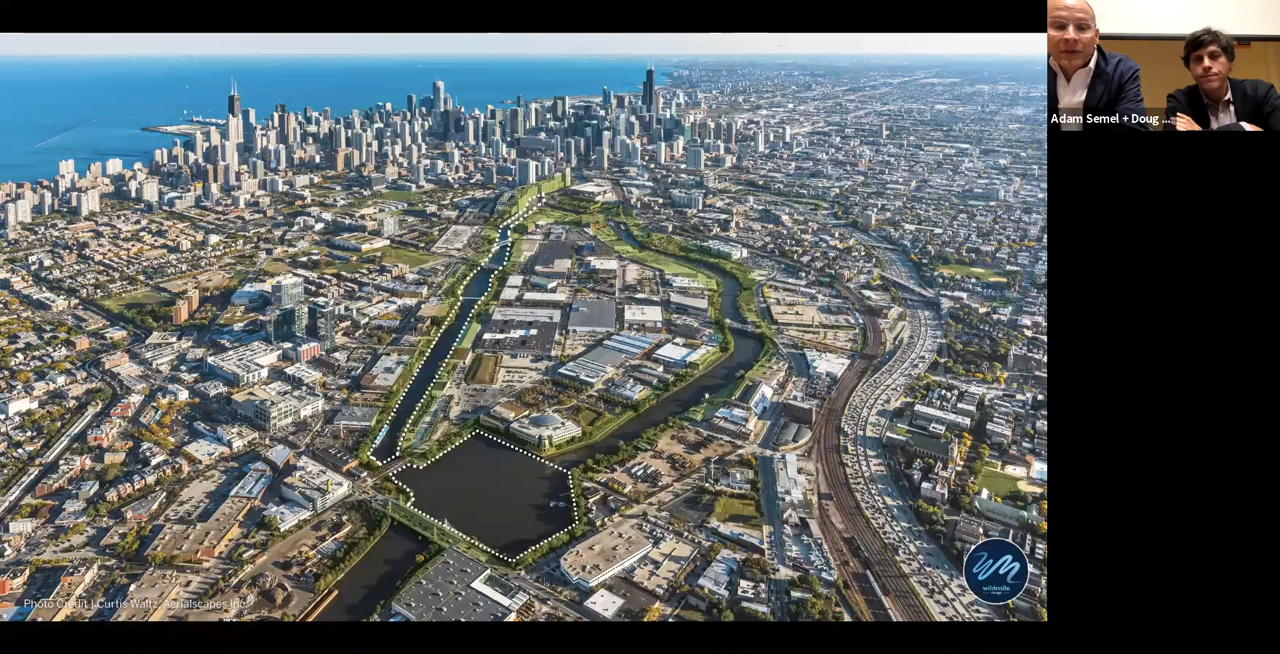 Adam Semel + Doug ...
Photo Credit | Curtis Waltz, Aerialscapes Inc.
wildmile